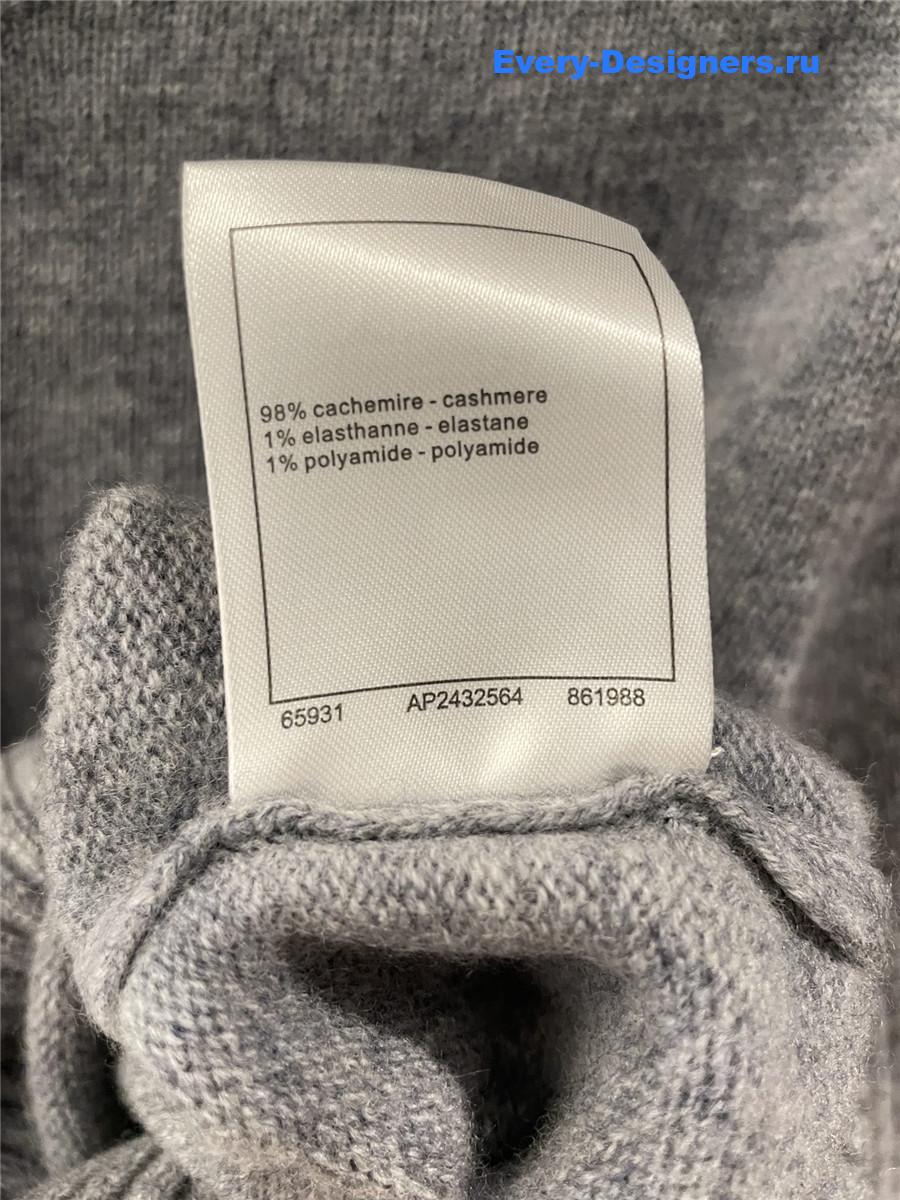 Every-Designers.ru
98% cachemire - cashmere
1% elasthanne - elastane
1% polyamide - polyamide
65931 AP2432564 861988